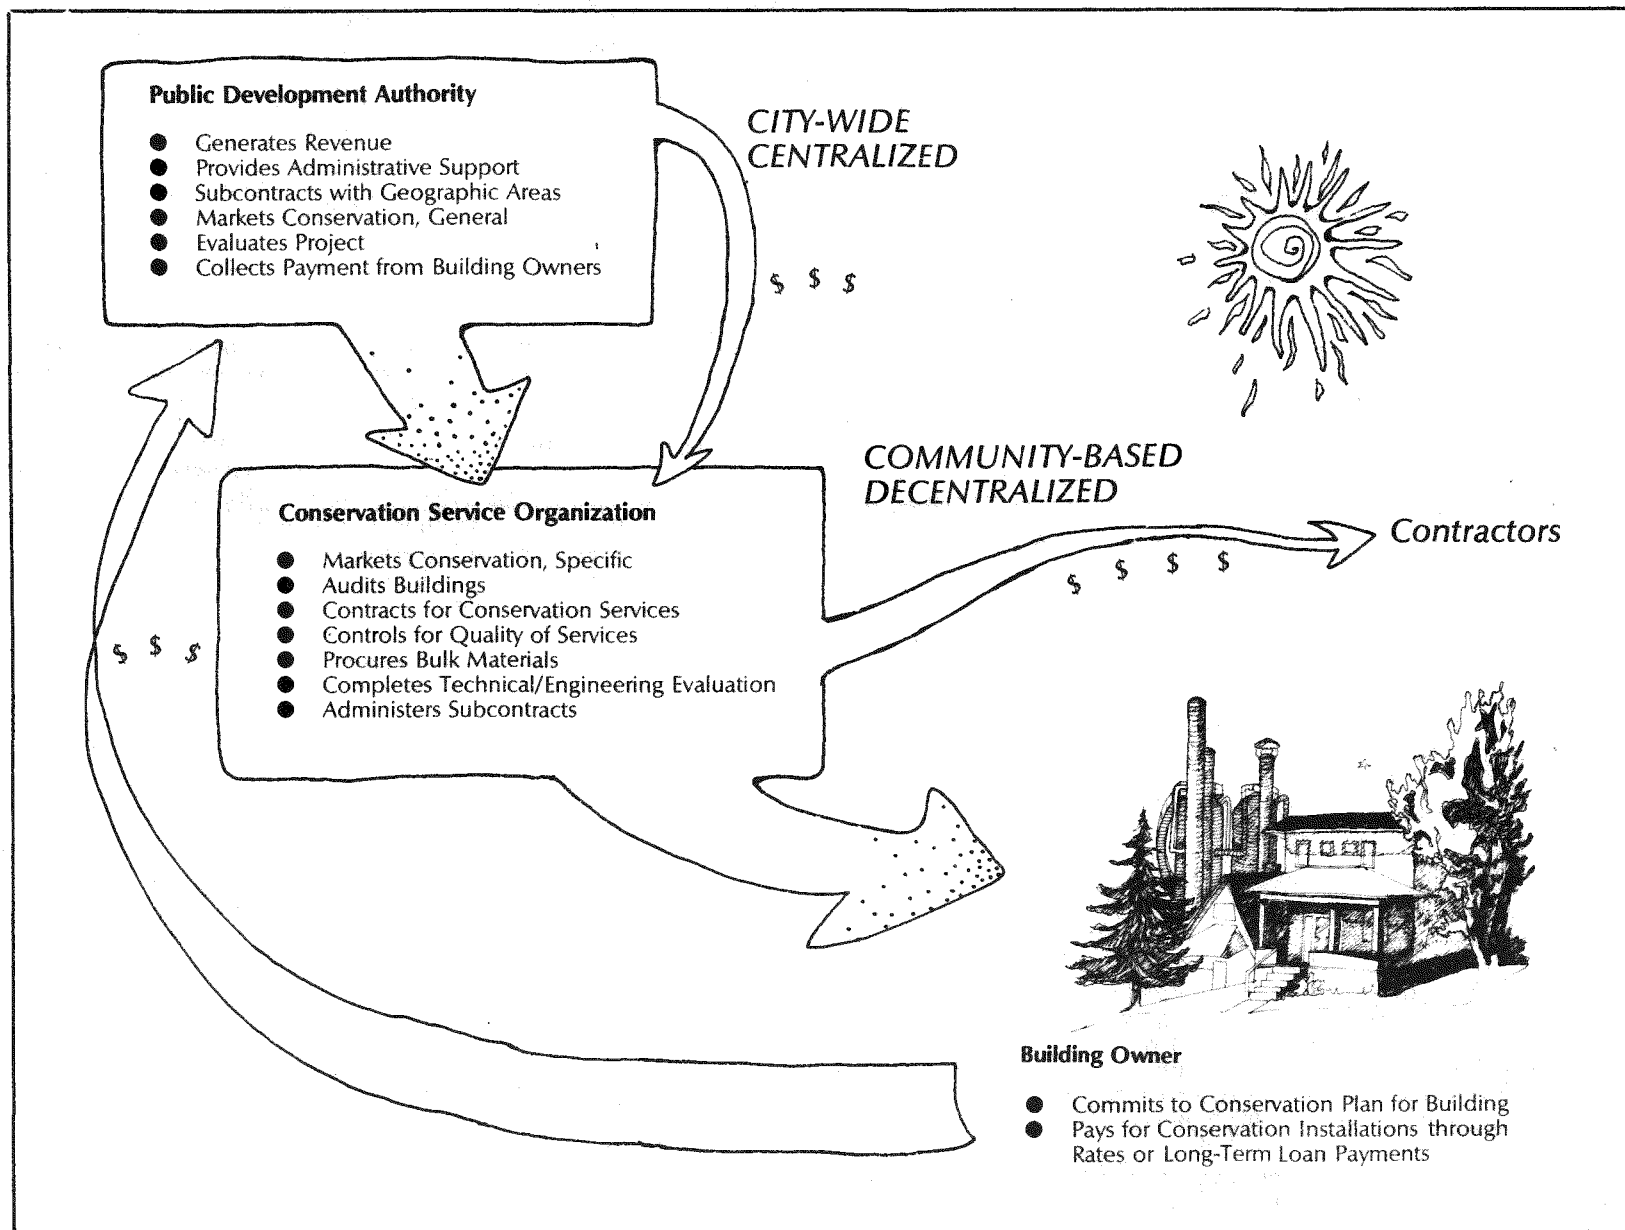 Public Development Authority
● Generates Revenue
● Provides Administrative Support
● Subcontracts with Geographic Areas
● Markets Conservation, General
● Evaluates Project
● Collects Payment from Building Owners
CITY-WIDE
CENTRALIZED
$ $ $
COMMUNITY-BASED
DECENTRALIZED
Contractors
$ $ $ $
Conservation Service Organization
● Markets Conservation, Specific
● Audits Buildings
● Contracts for Conservation Services
● Controls for Quality of Services
● Procures Bulk Materials
● Completes Technical/Engineering Evaluation
● Administers Subcontracts
$ $ $
Building Owner
● Commits to Conservation Plan for Building
● Pays for Conservation Installations through
Rates or Long-Term Loan Payments